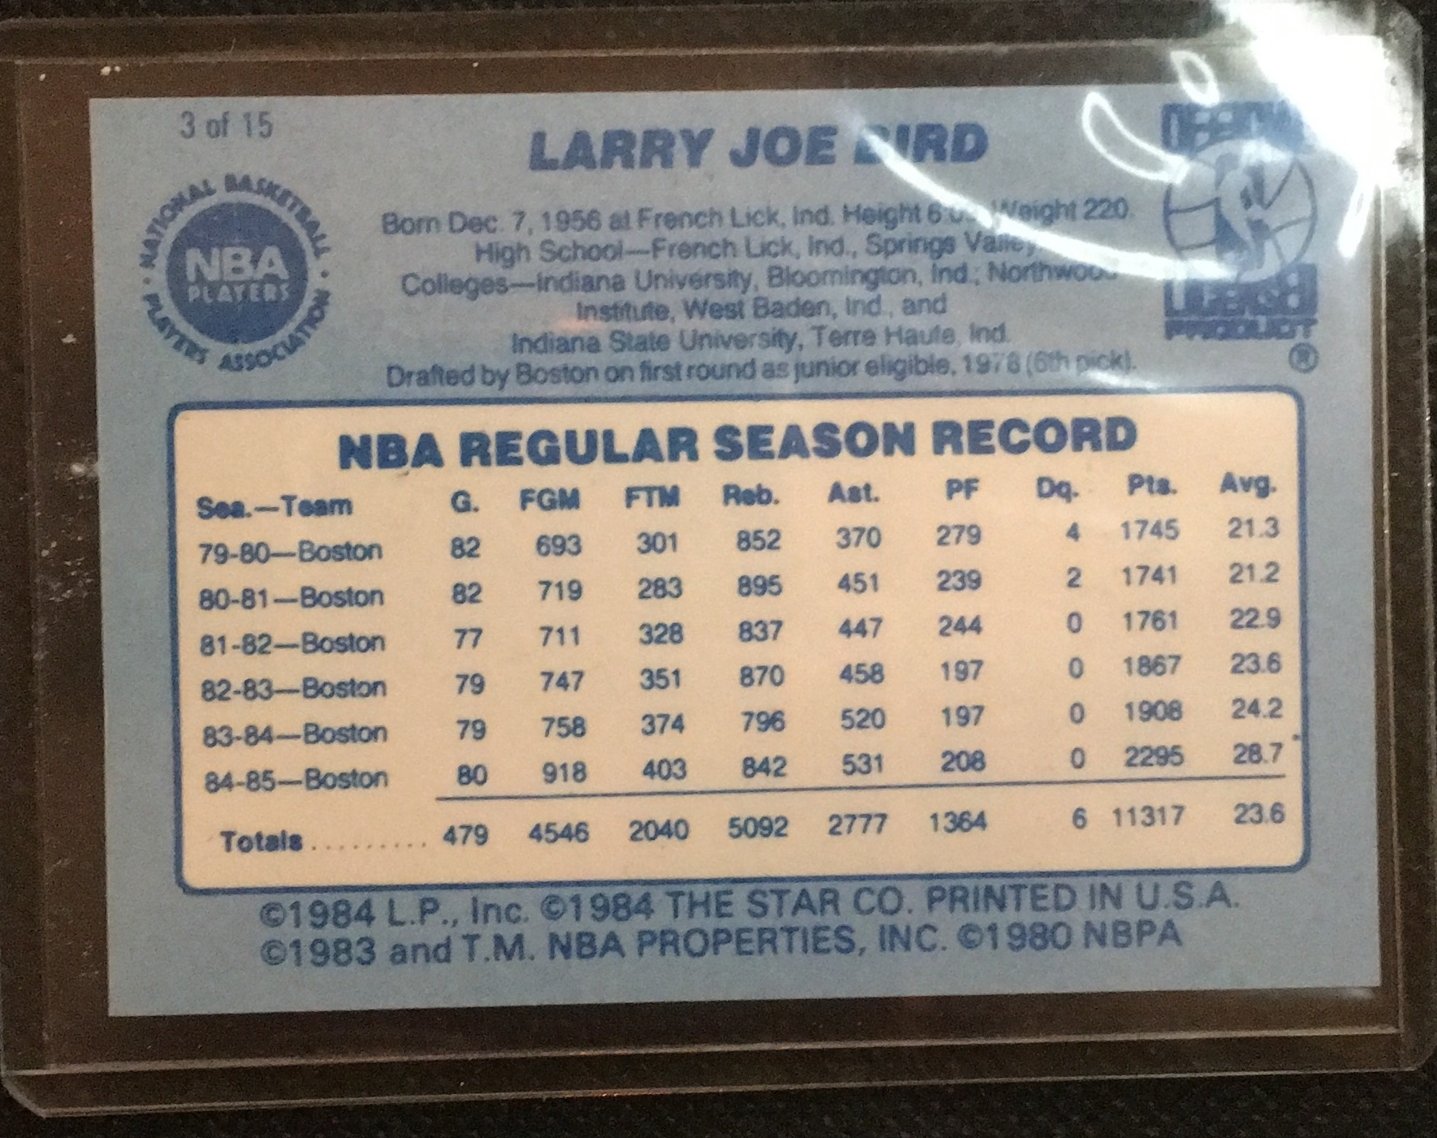 3 of 15
LARRY JOE BIRD
NATIONAL BASKETBALL
PLAYERS ASSOCIATION
NBA
PLAYERS
Born Dec. 7, 1956 at French Lick, Ind. Height Weight 220.
High School—French Lick, Ind., Springs Valley.
Colleges—Indiana University, Bloomington, Ind.; Northwood
Institute, West Baden, Ind., and
Indiana State University, Terre Haute, Ind.
Drafted by Boston on first round as junior eligible, 1978 (6th pick).
OFFICIAL
LICENSED
PRODUCT
®
NBA REGULAR SEASON RECORD
Sea.—Team G. FGM FTM Reb. Ast. PF Dq. Pts. Avg.
79-80—Boston 82 693 301 852 370 279 4 1745 21.3
80-81—Boston 82 719 283 895 451 239 2 1741 21.2
81-82—Boston 77 711 328 837 447 244 0 1761 22.9
82-83—Boston 79 747 351 870 458 197 0 1867 23.6
83-84—Boston 79 758 374 796 520 197 0 1908 24.2
84-85—Boston 80 918 403 842 531 208 0 2295 28.7
Totals ......... 479 4546 2040 5092 2777 1364 6 11317 23.6
©1984 L.P., Inc. ©1984 THE STAR CO. PRINTED IN U.S.A.
©1983 and T.M. NBA PROPERTIES, INC. ©1980 NBPA